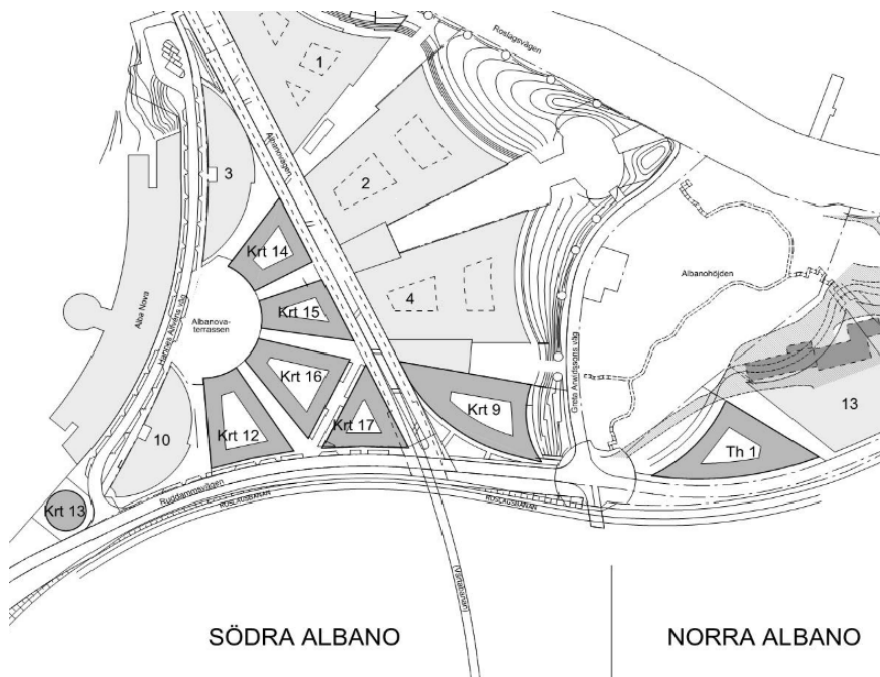 Roslagsvägen
1
Albanovägen
2
3
Krt 14
Albanohöjden
4
Alba Nova
Hannes Alfvéns väg
Albanova-
terrassen
Krt 15
Greta Arwidssons väg
Krt 16
Krt 9
13
Krt 17
10
Krt 12
Th 1
Ruddammsvägen
ROSLAGSBANAN
ROSLAGSBANAN
Krt 13
(Värtabanan)
SÖDRA ALBANO
NORRA ALBANO